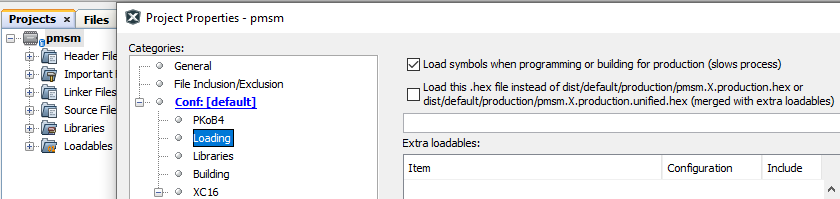 Projects × Files
pmsm
Header File
Important
Linker Files
Source Files
Libraries
Loadables
Project Properties - pmsm
Categories:
General
File Inclusion/Exclusion
Conf: [default]
PKoB4
Loading
Libraries
Building
XC16
Load symbols when programming or building for production (slows process)
Load this .hex file instead of dist/default/production/pmsm.X.production.hex or
dist/default/production/pmsm.X.production.unified.hex (merged with extra loadables)
Extra loadables:
Item Configuration Include